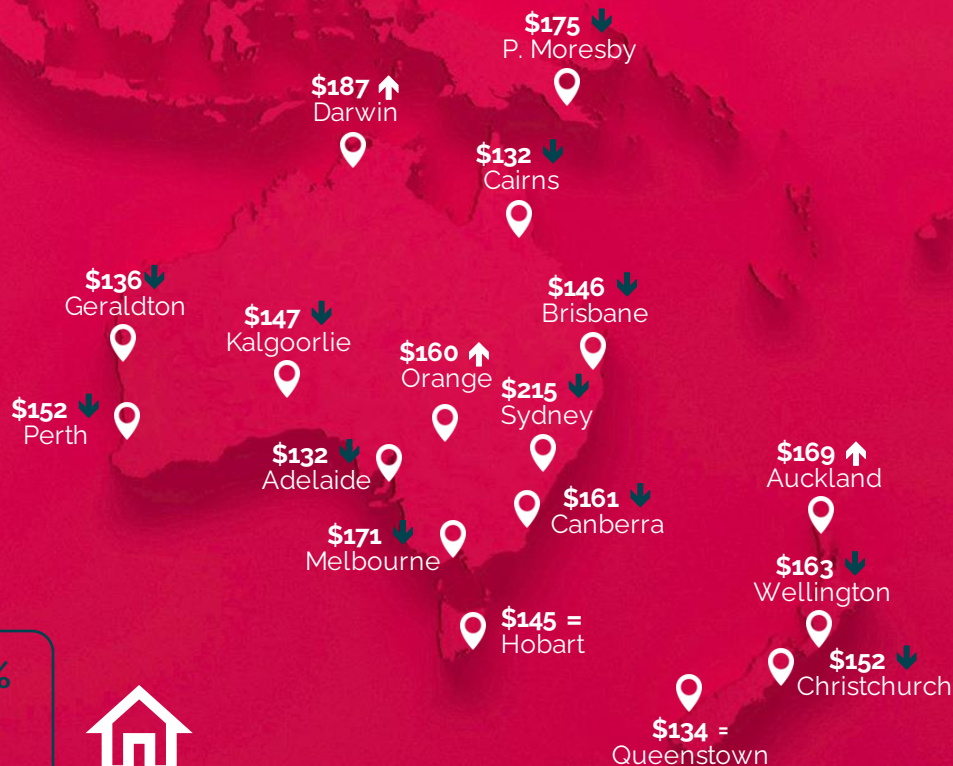 $175 ↓
P. Moresby
$187 ↑
Darwin
$132 ↓
Cairns
$136 ↓
Geraldton
$147 ↓
Kalgoorlie
$146 ↓
Brisbane
$160 ↑
Orange
$215 ↓
Sydney
$152 ↓
Perth
$132 ↓
Adelaide
$161 ↓
Canberra
$171 ↓
Melbourne
$169 ↑
Auckland
$163 ↓
Wellington
$145 =
Hobart
$152 ↓
Christchurch
%
$134 =
Queenstown